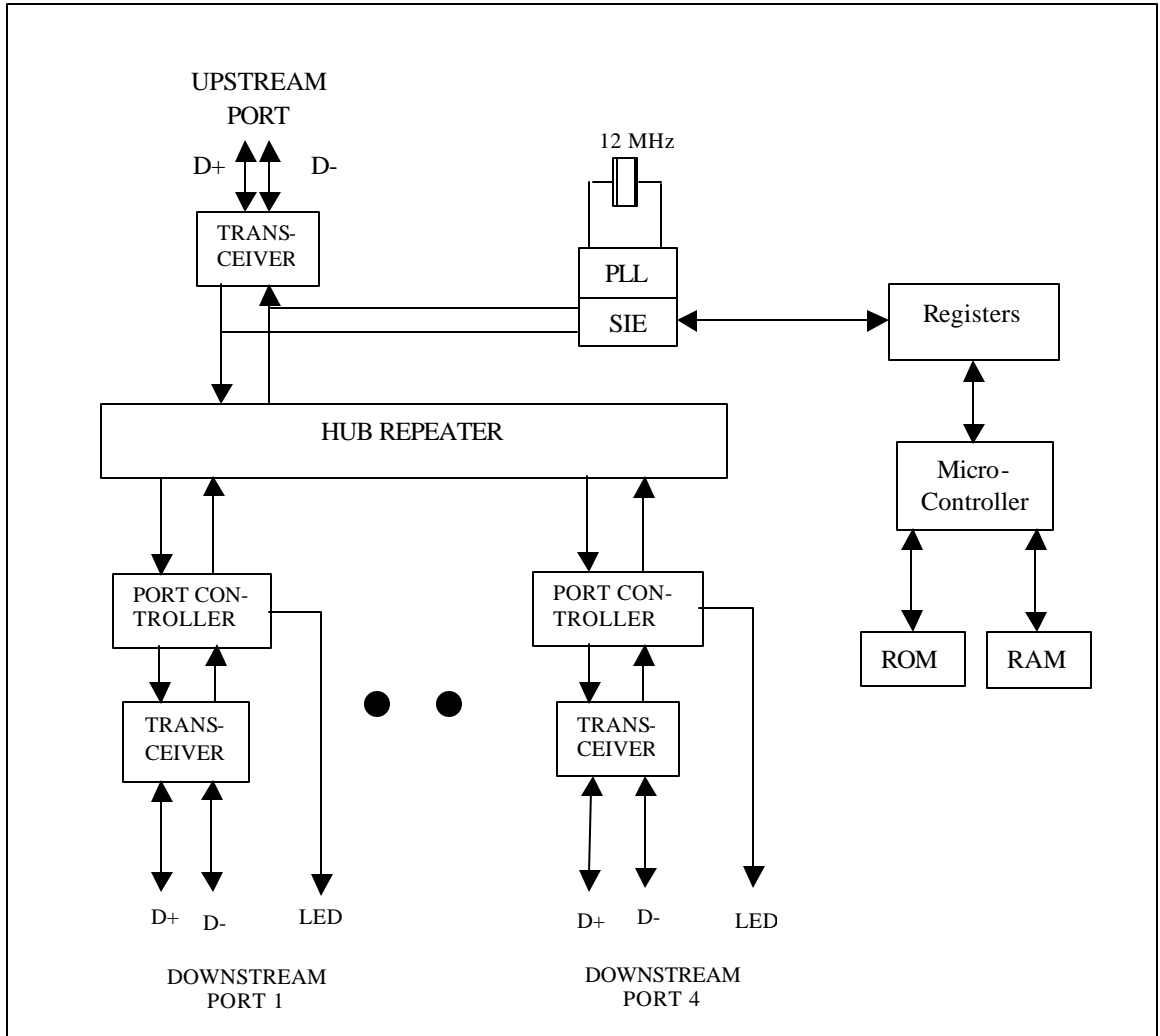 UPSTREAM
PORT
D+
D-
12 MHz
TRANS-
CEIVER
PLL
SIE
Registers
HUB REPEATER
Micro-
Controller
PORT CON-
TROLLER
PORT CON-
TROLLER
ROM
RAM
TRANS-
CEIVER
TRANS-
CEIVER
D+
D-
LED
D+
D-
LED
DOWNSTREAM
PORT 1
DOWNSTREAM
PORT 4